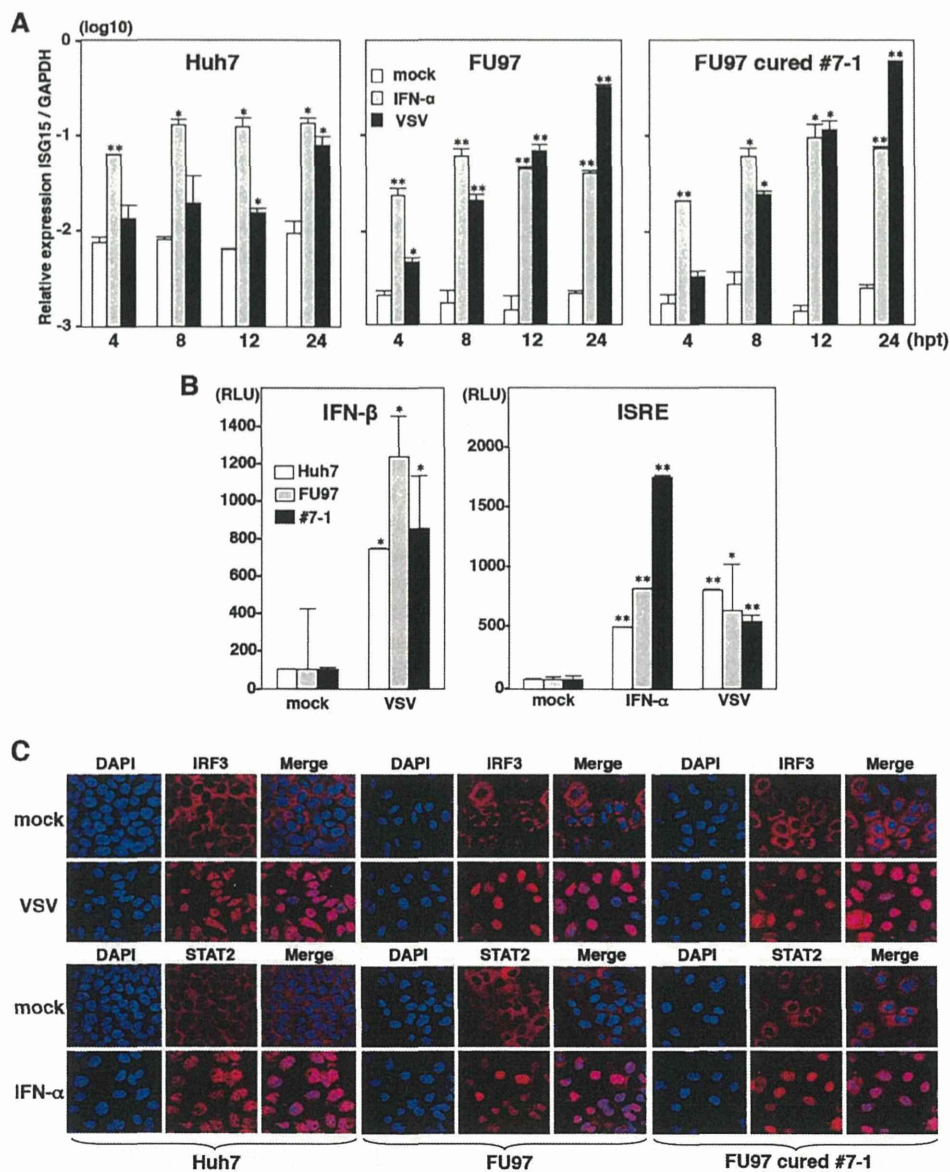 A
(log10)
Relative expression ISG15 / GAPDH
0
-1
-2
-3
Huh7
4 8 12 24
FU97
mock
IFN-α
VSV
4 8 12 24
FU97 cured #7-1
4 8 12 24 (hpt)
* * * * * * * * *
* * * * * * * * * * * * *
* * * * * * * * * *
B
(RLU)
IFN-β
1400
1200
1000
800
600
400
200
0
Huh7
FU97
#7-1
* * *
mock VSV
(RLU)
ISRE
2000
1500
1000
500
0
** ** ** ** * **
mock IFN-α VSV
C
DAPI IRF3 Merge DAPI IRF3 Merge DAPI IRF3 Merge
mock
VSV
DAPI STAT2 Merge DAPI STAT2 Merge DAPI STAT2 Merge
mock
IFN-α
Huh7 FU97 FU97 cured #7-1